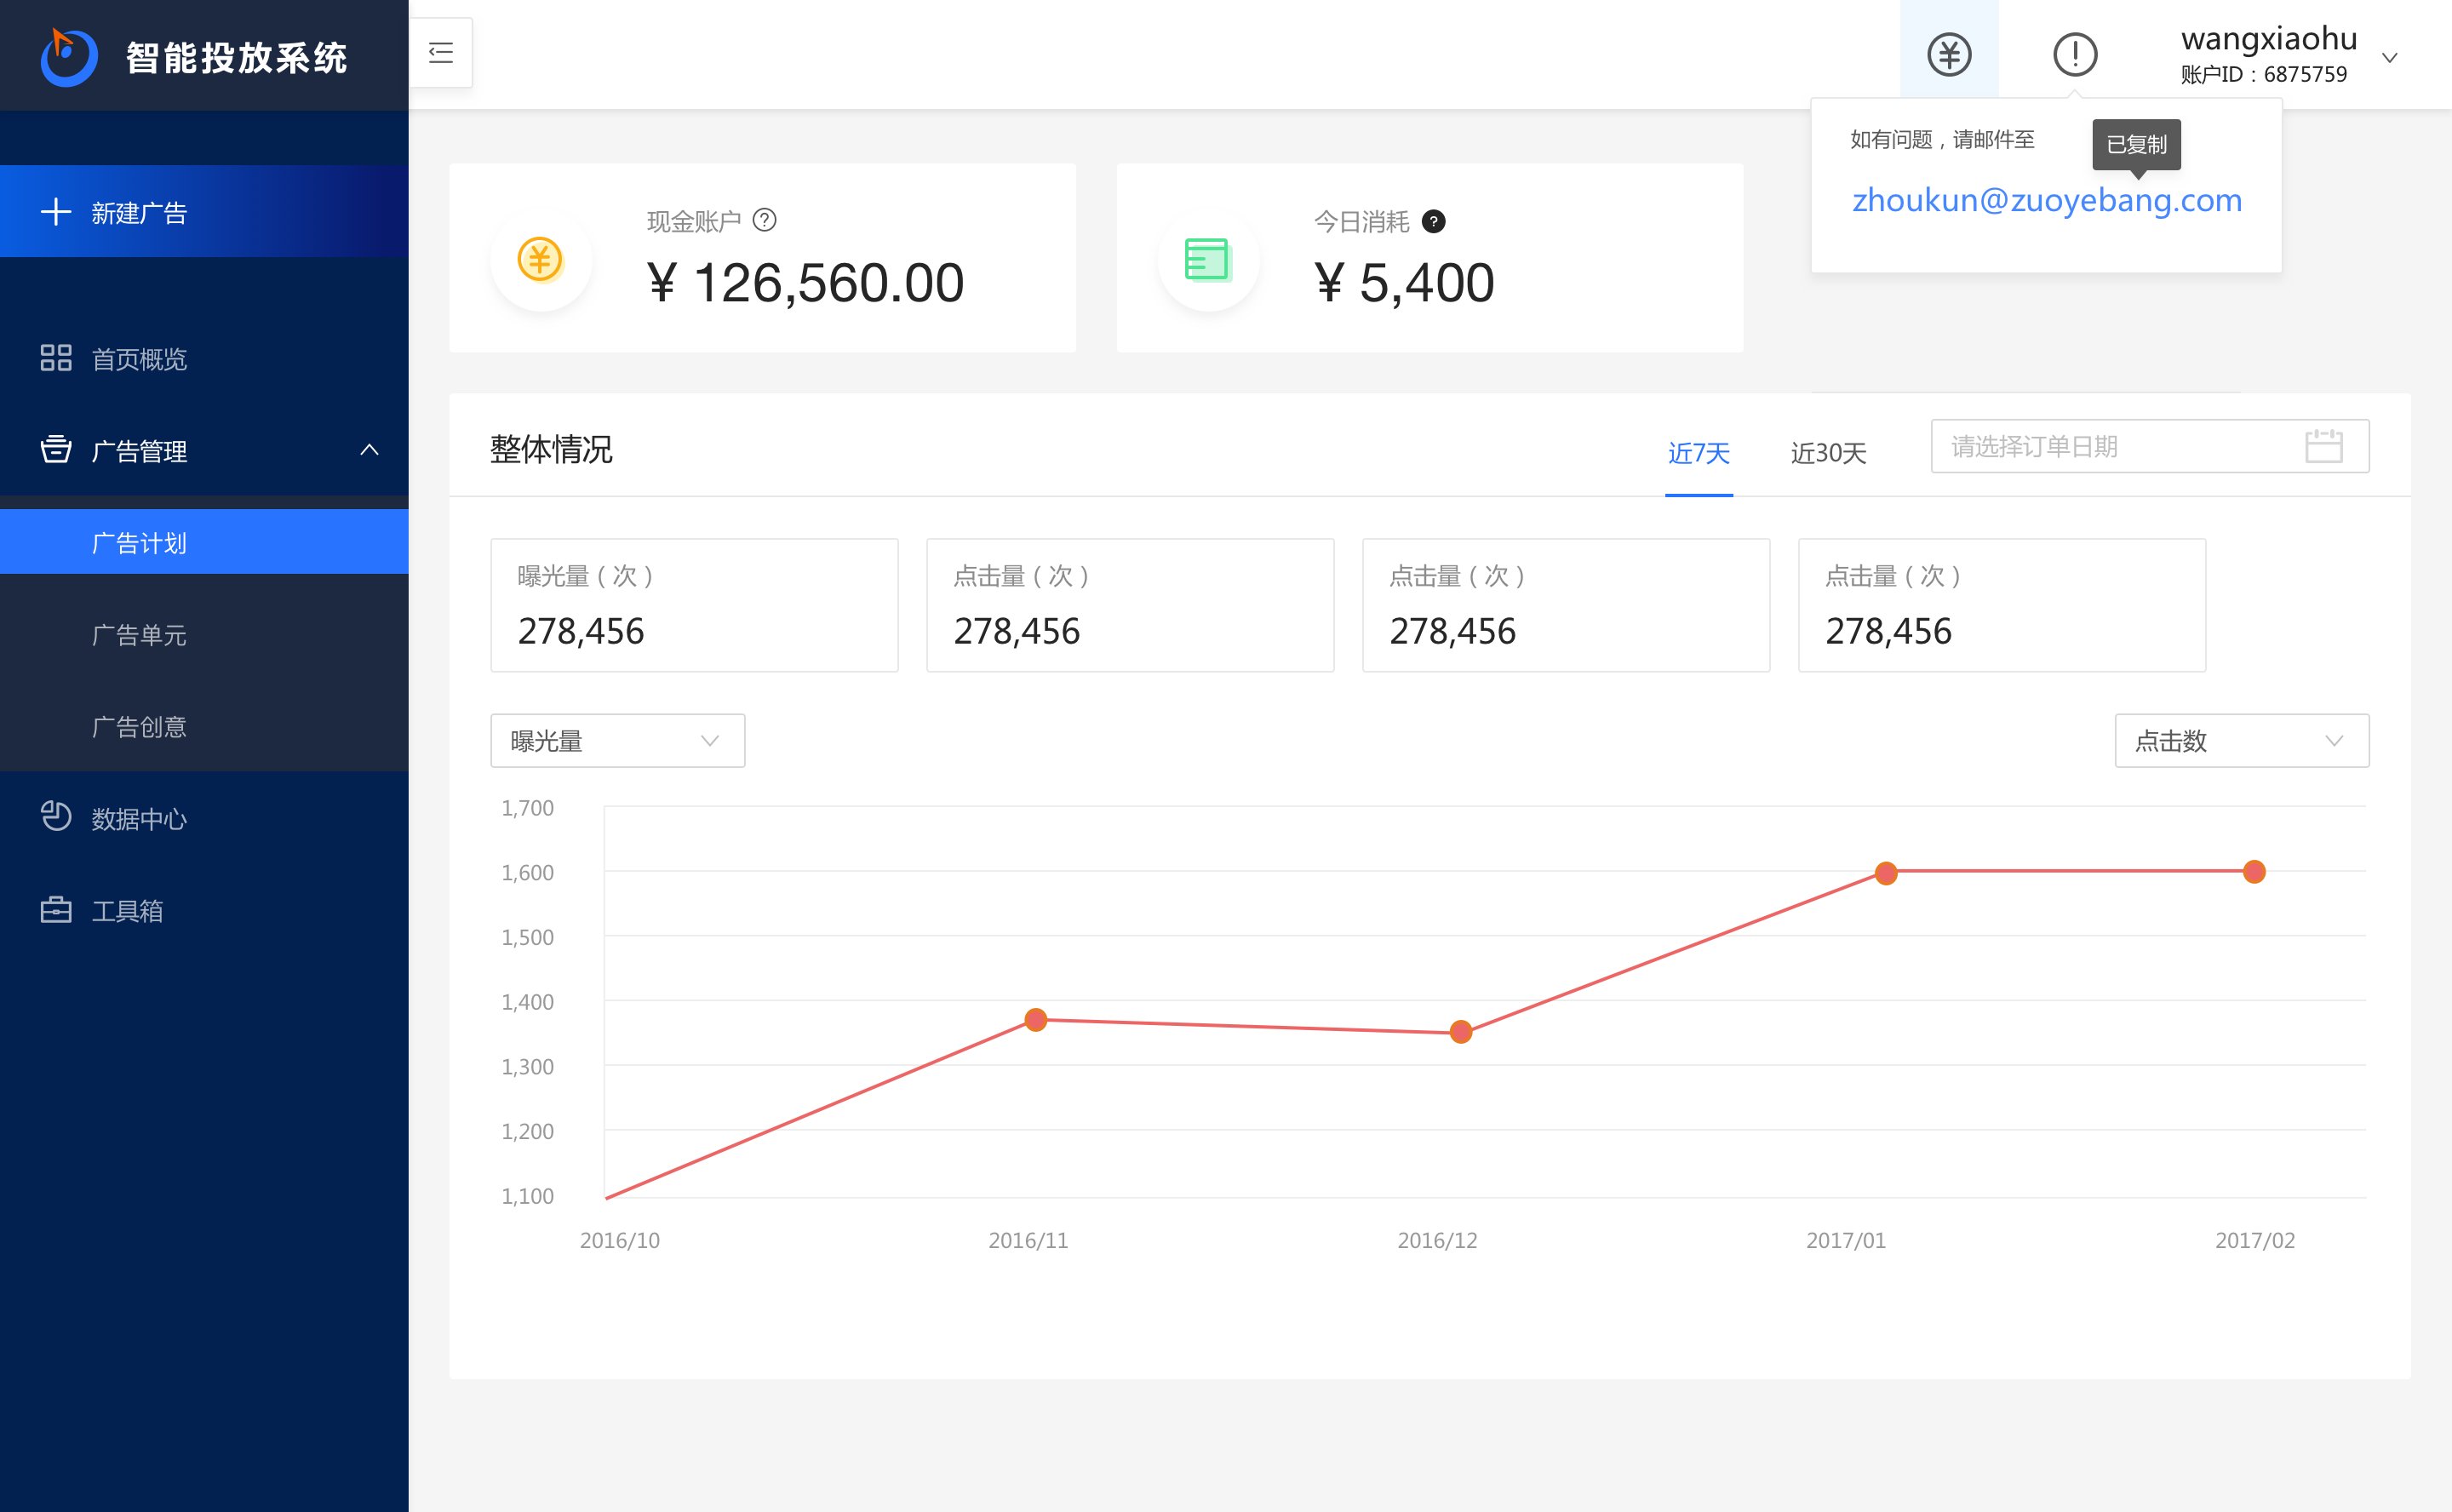 智能投放系统
wangxiaohu
账户ID：6875759
如有问题，请邮件至
已复制
zhoukun@zuoyebang.com
新建广告
首页概览
广告管理
广告计划
广告单元
广告创意
数据中心
工具箱
现金账户 ?
¥ 126,560.00
今日消耗 ?
¥ 5,400
整体情况
近7天
近30天
请选择订单日期
曝光量（次）
278,456
点击量（次）
278,456
点击量（次）
278,456
点击量（次）
278,456
曝光量
点击数
1,700
1,600
1,500
1,400
1,300
1,200
1,100
2016/10
2016/11
2016/12
2017/01
2017/02